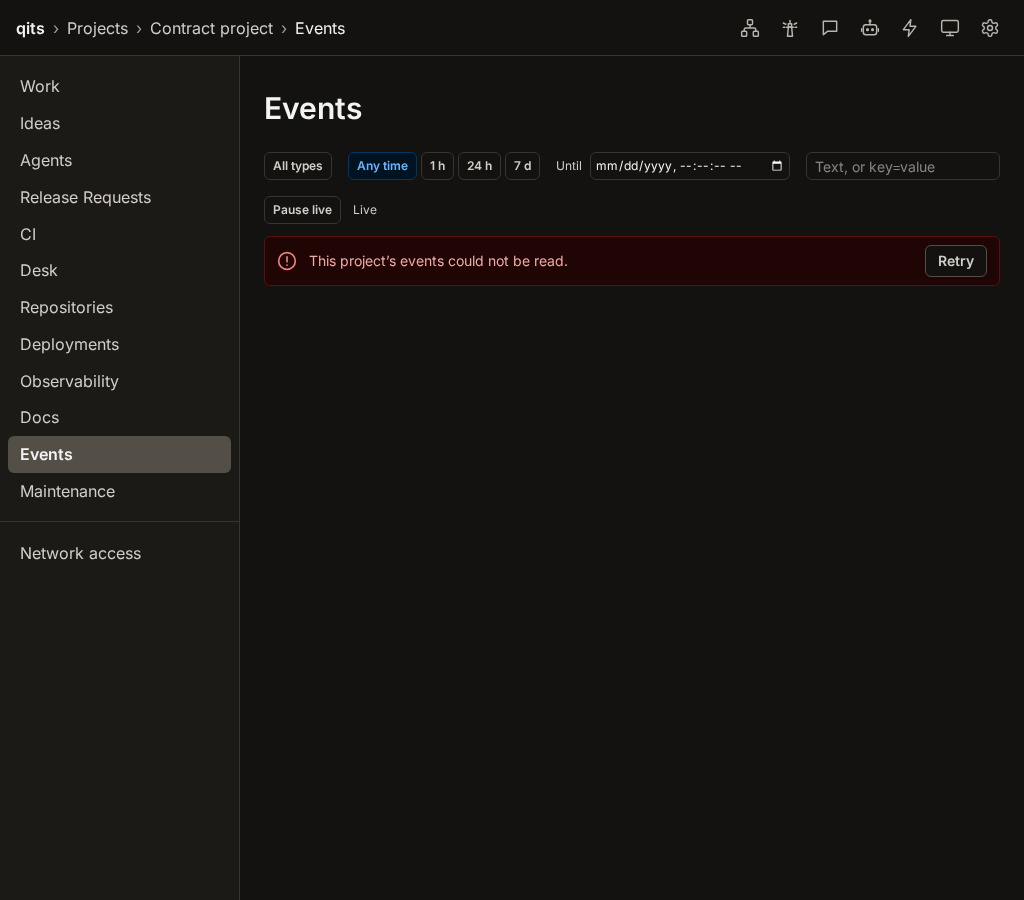 qits › Projects › Contract project › Events
Work
Ideas
Agents
Release Requests
CI
Desk
Repositories
Deployments
Observability
Docs
Events
Maintenance
Network access
Events
All types Any time 1 h 24 h 7 d Until mm/dd/yyyy, --:--:-- -- Text, or key=value
Pause live Live
This project’s events could not be read. Retry